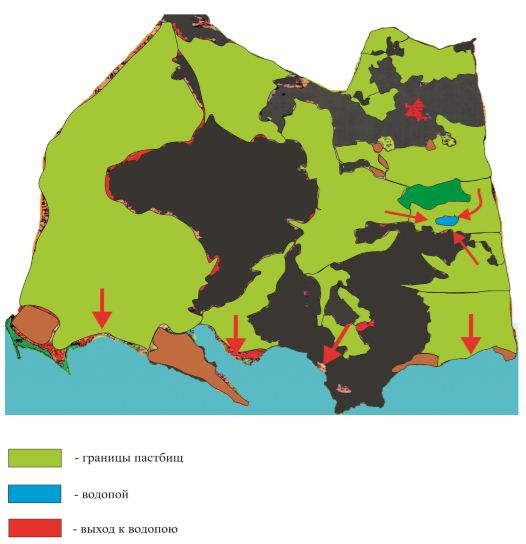 - границы пастбищ
- водопой
- выход к водопою